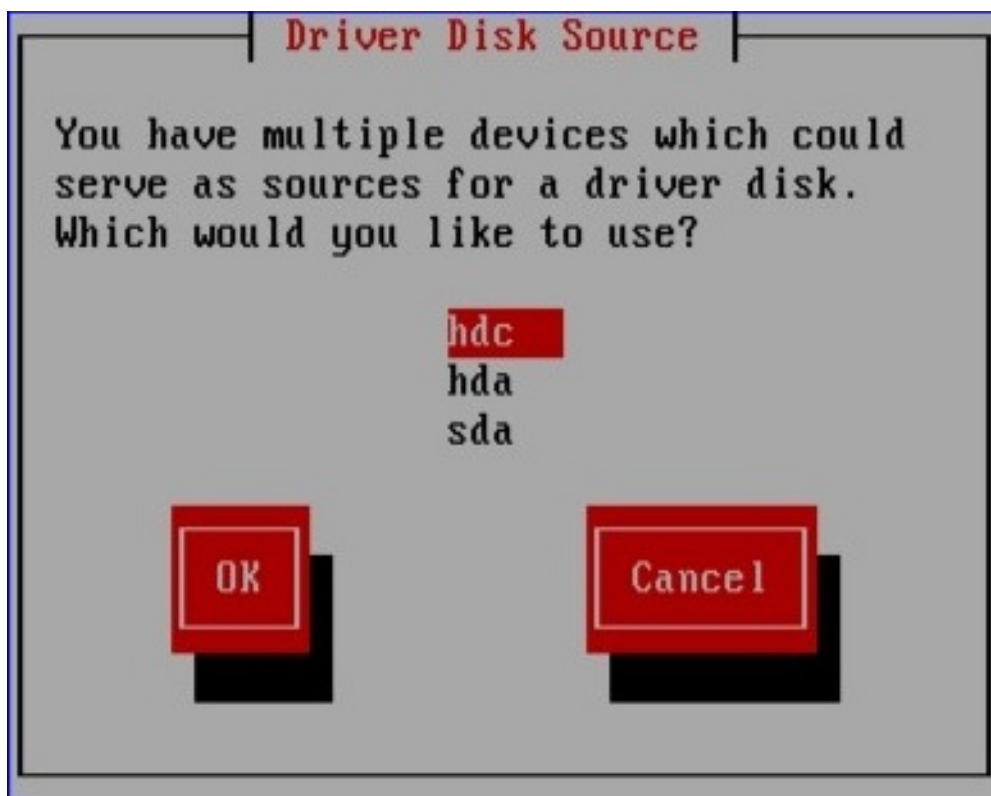 Driver Disk Source
You have multiple devices which could
serve as sources for a driver disk.
Which would you like to use?
hdc
hda
sda
OK Cancel